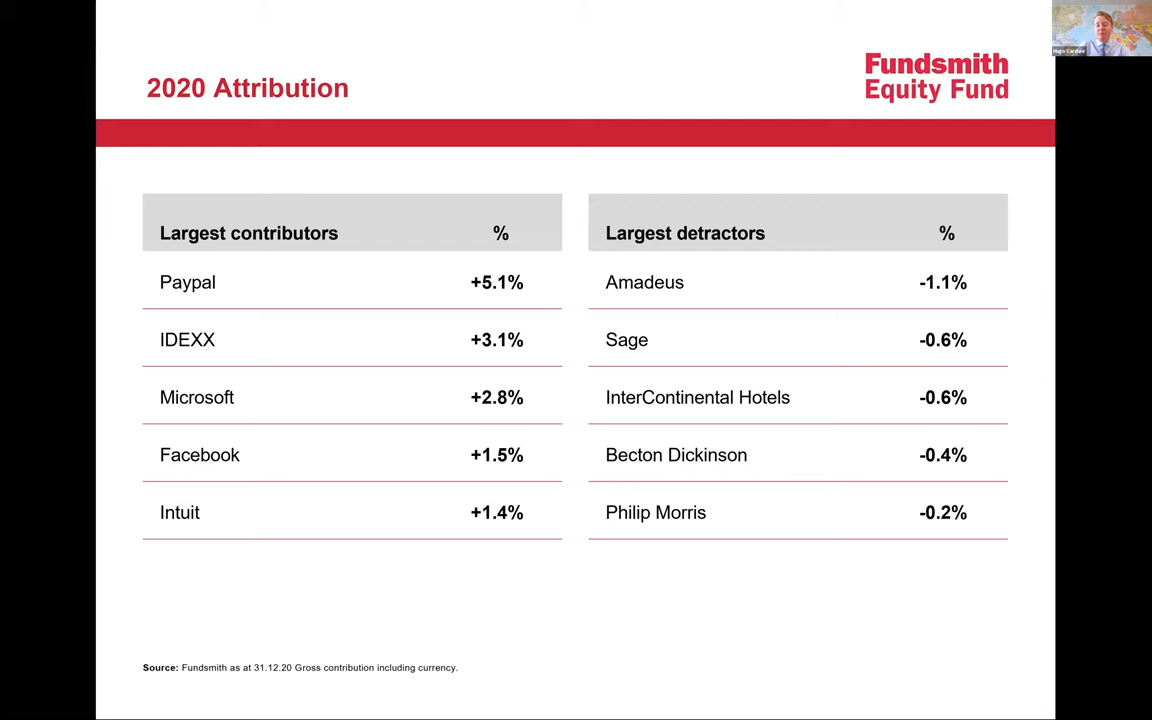 2020 Attribution
Fundsmith
Equity Fund
Largest contributors %
Paypal +5.1%
IDEXX +3.1%
Microsoft +2.8%
Facebook +1.5%
Intuit +1.4%
Largest detractors %
Amadeus -1.1%
Sage -0.6%
InterContinental Hotels -0.6%
Becton Dickinson -0.4%
Philip Morris -0.2%
Source: Fundsmith as at 31.12.20 Gross contribution including currency.